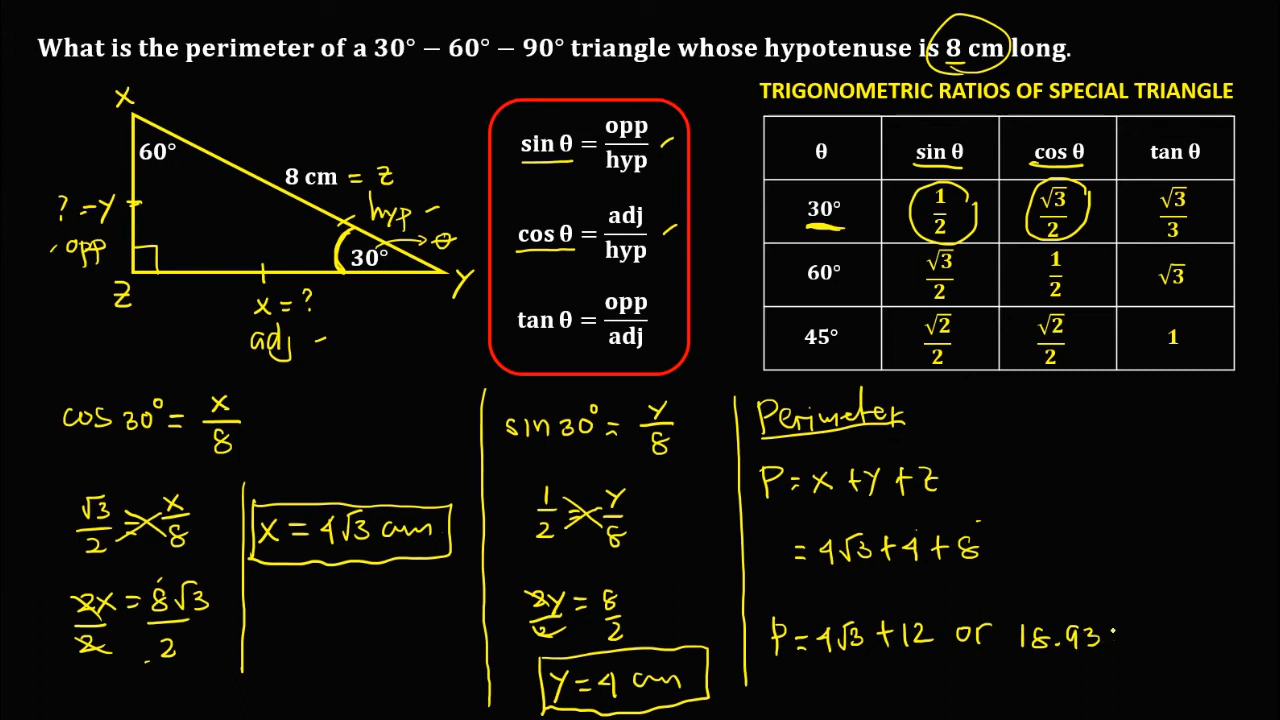 What is the perimeter of a 30° − 60° − 90° triangle whose hypotenuse is 8 cm long.
X
60°
8 cm = z
hyp
? = y
opp
30°
θ
Z
Y
x = ?
adj
sin θ = opp/hyp
cos θ = adj/hyp
tan θ = opp/adj
TRIGONOMETRIC RATIOS OF SPECIAL TRIANGLE
θ sin θ cos θ tan θ
30° 1/2 √3/2 √3/3
60° √3/2 1/2 √3
45° √2/2 √2/2 1
cos 30° = x/8
√3/2 = x/8
2x/2 = 8√3/2
x = 4√3 cm
sin 30° = y/8
1/2 = y/8
2y/2 = 8/2
y = 4 cm
Perimeter
P = x + y + z
= 4√3 + 4 + 8
P = 4√3 + 12 or 18.93